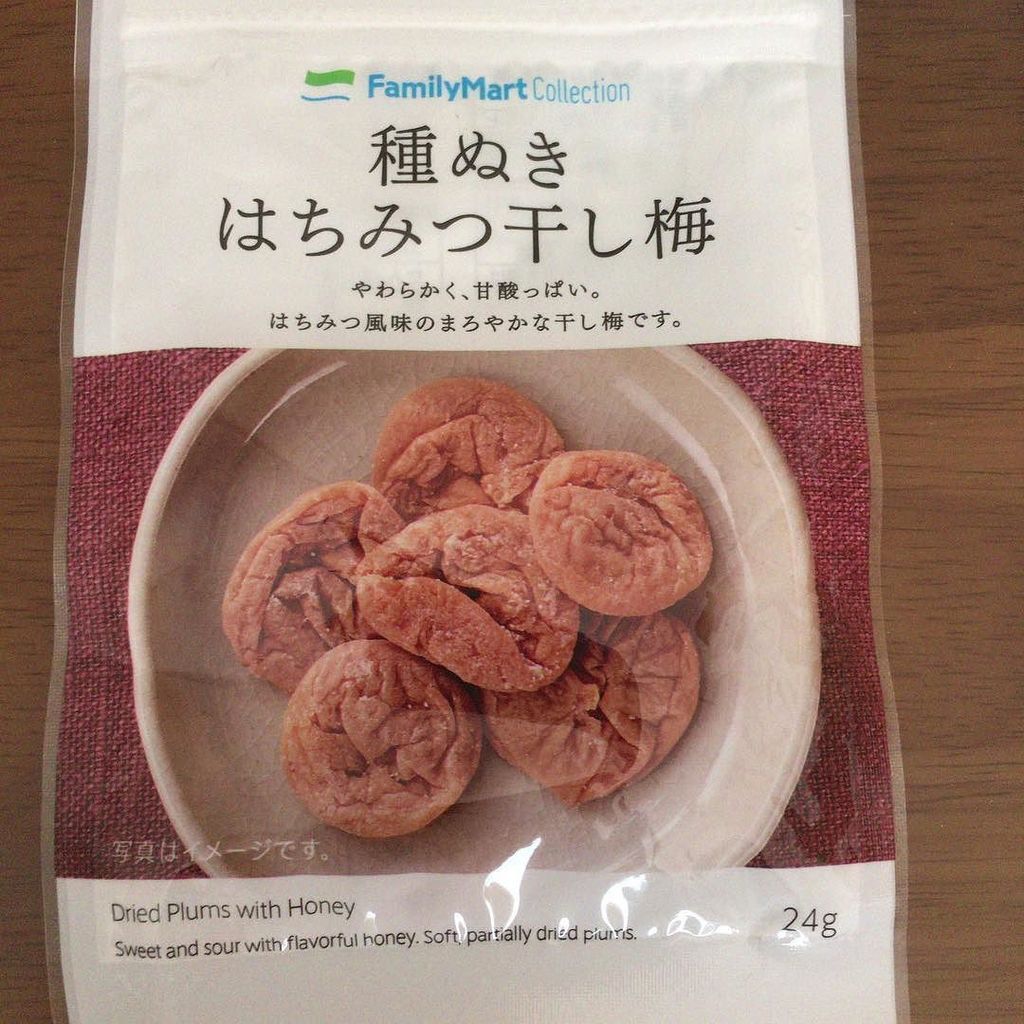 FamilyMart Collection
種ぬき
はちみつ干し梅
やわらかく、甘酸っぱい。
はちみつ風味のまろやかな干し梅です。
写真はイメージです。
Dried Plums with Honey
Sweet and sour with flavorful honey. Soft, partially dried plums.
24g